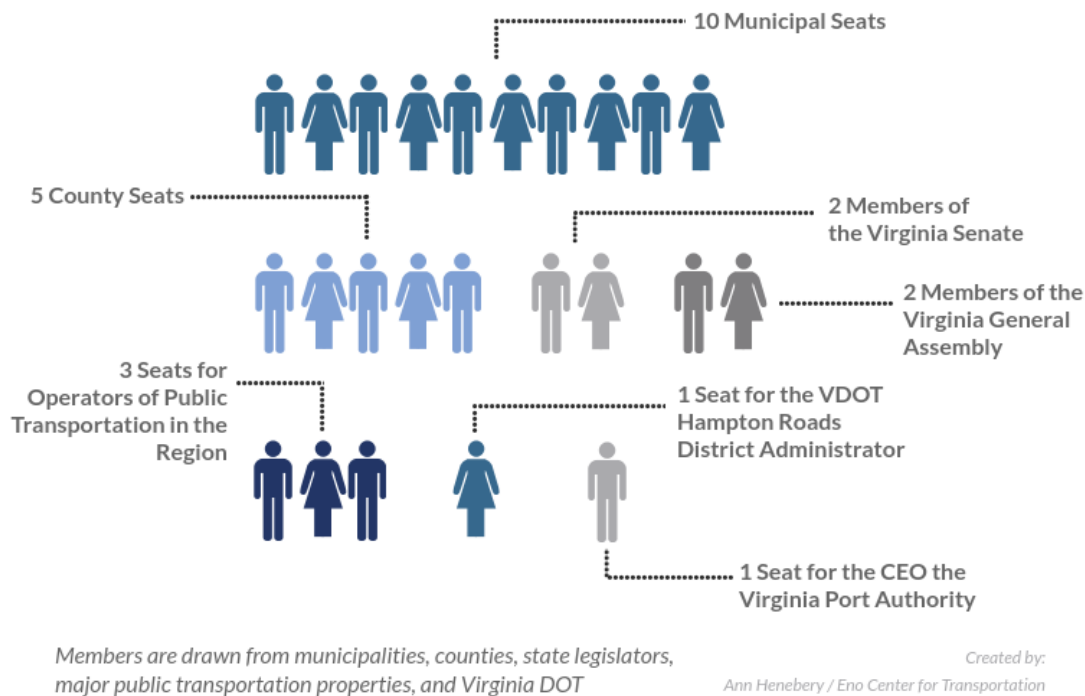 10 Municipal Seats
5 County Seats
2 Members of
the Virginia Senate
2 Members of the
Virginia General
Assembly
3 Seats for
Operators of Public
Transportation in the
Region
1 Seat for the VDOT
Hampton Roads
District Administrator
1 Seat for the CEO the
Virginia Port Authority
Members are drawn from municipalities, counties, state legislators,
major public transportation properties, and Virginia DOT
Created by:
Ann Henebery / Eno Center for Transportation